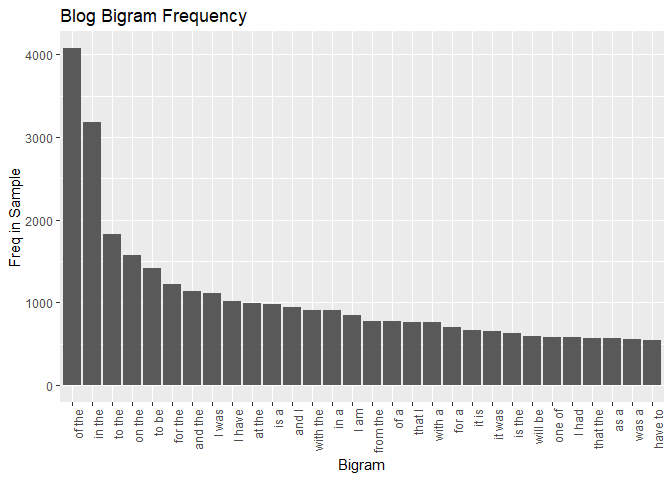 Blog Bigram Frequency
Freq in Sample
4000
3000
2000
1000
0
of the
in the
to the
on the
to be
for the
and the
I was
I have
at the
is a
and I
with the
in a
I am
from the
of a
that I
with a
for a
it is
it was
is the
will be
one of
I had
that the
as a
was a
have to
Bigram